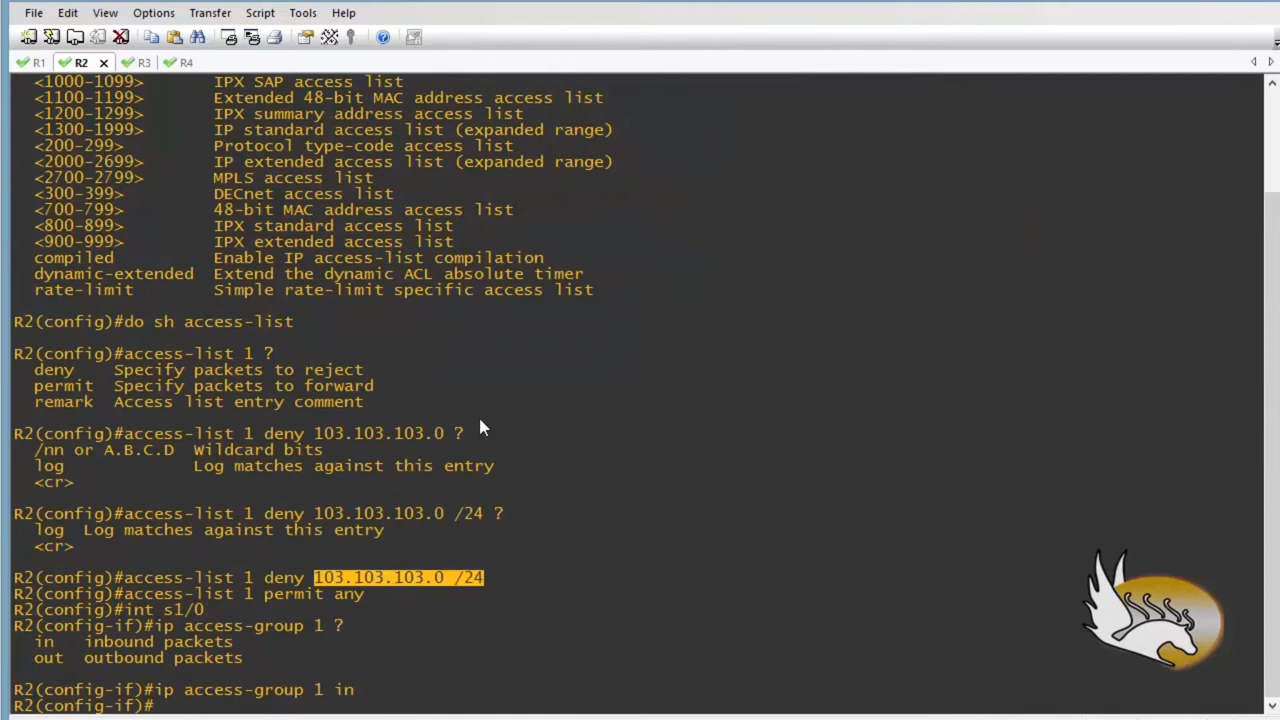 File Edit View Options Transfer Script Tools Help
R1 R2 R3 R4
<1000-1099> IPX SAP access list
<1100-1199> Extended 48-bit MAC address access list
<1200-1299> IPX summary address access list
<1300-1999> IP standard access list (expanded range)
<200-299> Protocol type-code access list
<2000-2699> IP extended access list (expanded range)
<2700-2799> MPLS access list
<300-399> DECnet access list
<700-799> 48-bit MAC address access list
<800-899> IPX standard access list
<900-999> IPX extended access list
compiled Enable IP access-list compilation
dynamic-extended Extend the dynamic ACL absolute timer
rate-limit Simple rate-limit specific access list
R2(config)#do sh access-list
R2(config)#access-list 1 ?
deny Specify packets to reject
permit Specify packets to forward
remark Access list entry comment
R2(config)#access-list 1 deny 103.103.103.0 ?
/nn or A.B.C.D Wildcard bits
log Log matches against this entry
<cr>
R2(config)#access-list 1 deny 103.103.103.0 /24 ?
log Log matches against this entry
<cr>
R2(config)#access-list 1 deny 103.103.103.0 /24
R2(config)#access-list 1 permit any
R2(config)#int s1/0
R2(config-if)#ip access-group 1 ?
in inbound packets
out outbound packets
R2(config-if)#ip access-group 1 in
R2(config-if)#